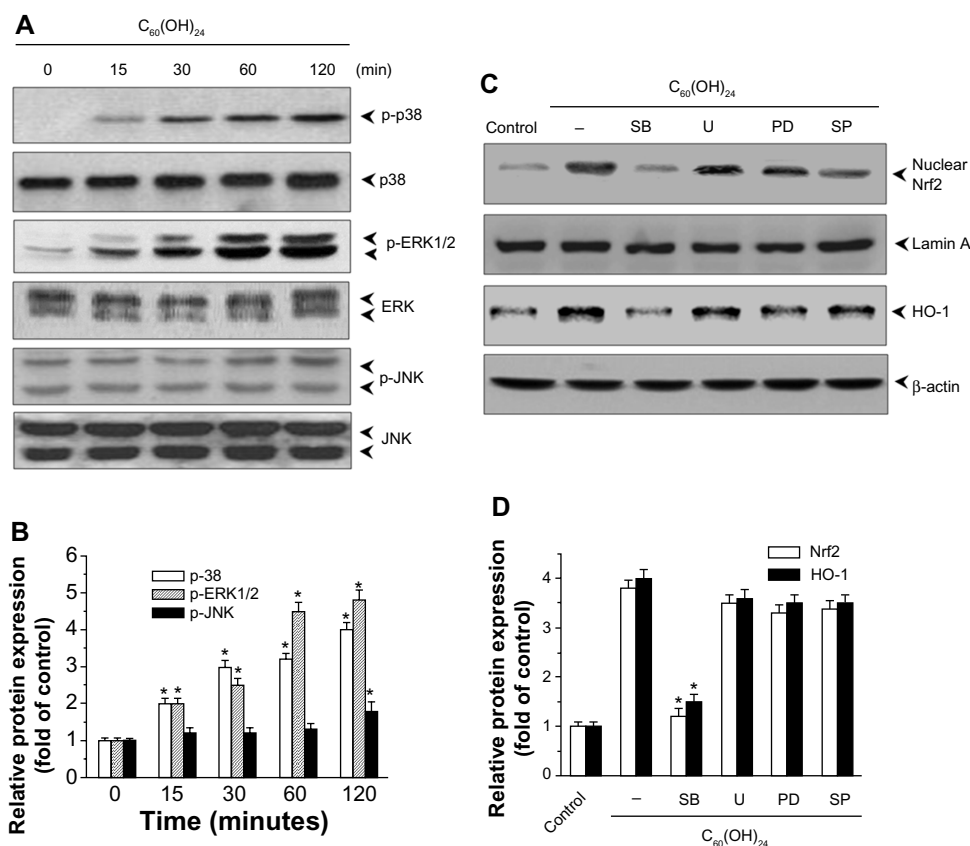 A
C60(OH)24
0 15 30 60 120 (min)
p-p38
p38
p-ERK1/2
ERK
p-JNK
JNK
B
Relative protein expression
(fold of control)
6
5
4
3
2
1
0
p-38
p-ERK1/2
p-JNK
* * * * * * * * *
0 15 30 60 120
Time (minutes)
C
C60(OH)24
Control – SB U PD SP
Nuclear
Nrf2
Lamin A
HO-1
β-actin
D
Relative protein expression
(fold of control)
4
3
2
1
0
Nrf2
HO-1
* *
Control – SB U PD SP
C60(OH)24